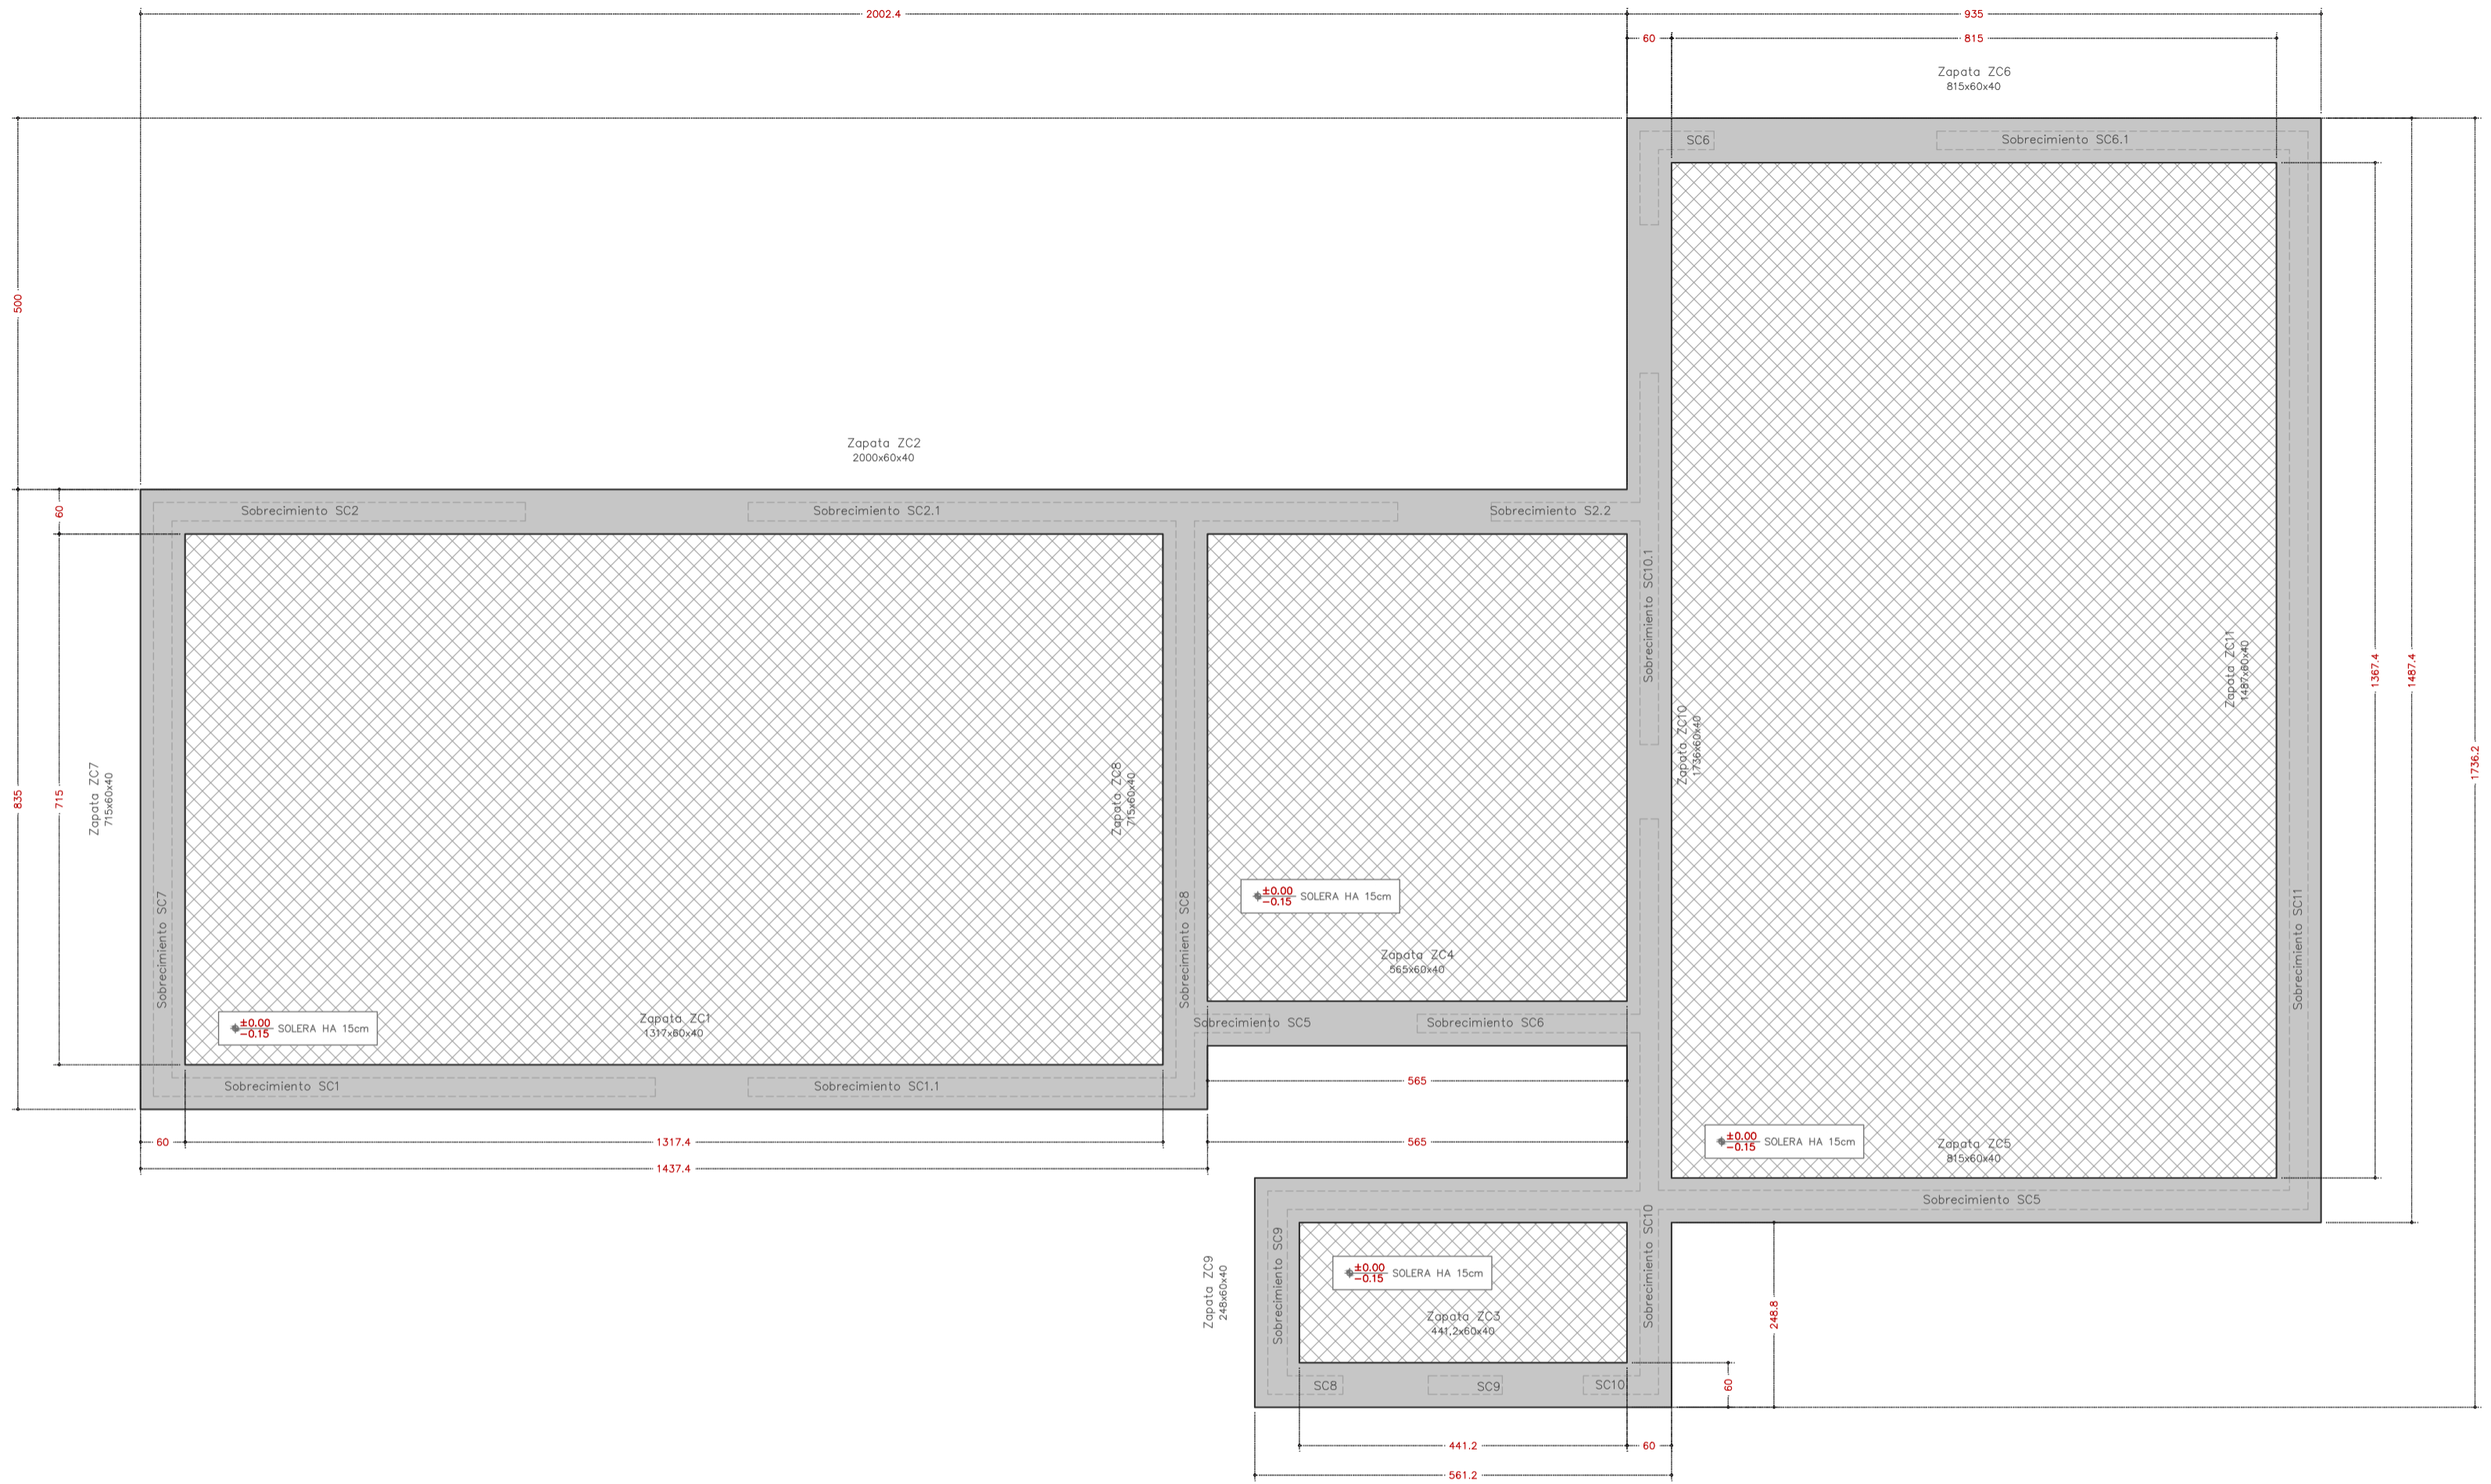 2002.4
935
60
815
Zapata ZC6
815x60x40
SC6
Sobrecimiento SC6.1
500
Zapata ZC2
2000x60x40
60
Sobrecimiento SC2
Sobrecimiento SC2.1
Sobrecimiento S2.2
Sobrecimiento SC10.1
Zapata ZC11
1487x60x40
1367.4
1487.4
1736.2
Zapata ZC10
1736x60x40
835
715
Zapata ZC7
715x60x40
Zapata ZC8
715x60x40
±0.00
-0.15
SOLERA HA 15cm
Zapata ZC4
565x60x40
Sobrecimiento SC7
Sobrecimiento SC8
Sobrecimiento SC11
±0.00
-0.15
SOLERA HA 15cm
Zapata ZC1
1317x60x40
Sobrecimiento SC5
Sobrecimiento SC6
Sobrecimiento SC1
Sobrecimiento SC1.1
565
60
1317.4
565
1437.4
±0.00
-0.15
SOLERA HA 15cm
Zapata ZC5
815x60x40
Sobrecimiento SC5
Zapata ZC9
248x60x40
Sobrecimiento SC9
±0.00
-0.15
SOLERA HA 15cm
Zapata ZC3
441.2x60x40
Sobrecimiento SC10
248.8
60
SC8
SC9
SC10
441.2
60
561.2